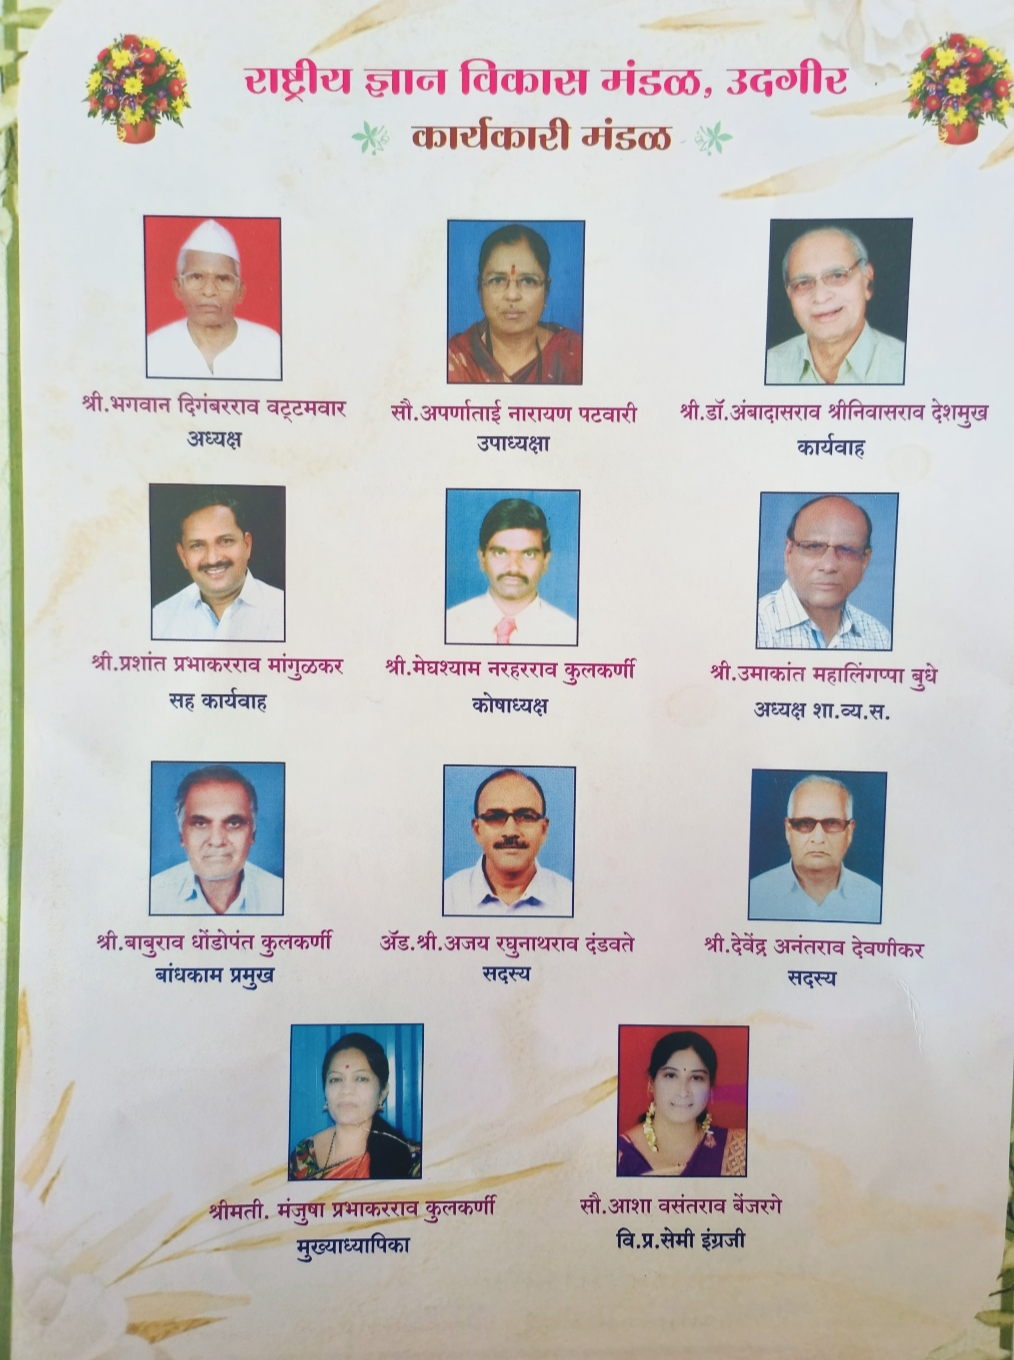 राष्ट्रीय ज्ञान विकास मंडळ, उदगीर
कार्यकारी मंडळ
श्री.भगवान दिगंबरराव वट्टमवार
अध्यक्ष
सौ.अपर्णाताई नारायण पटवारी
उपाध्यक्षा
श्री.डॉ.अंबादासराव श्रीनिवासराव देशमुख
कार्यवाह
श्री.प्रशांत प्रभाकरराव मांगुळकर
सह कार्यवाह
श्री.मेघश्याम नरहरराव कुलकर्णी
कोषाध्यक्ष
श्री.उमाकांत महालिंगप्पा बुधे
अध्यक्ष शा.व्य.स.
श्री.बाबुराव धोंडोपंत कुलकर्णी
बांधकाम प्रमुख
ॲड.श्री.अजय रघुनाथराव दंडवते
सदस्य
श्री.देवेंद्र अनंतराव देवणीकर
सदस्य
श्रीमती. मंजुषा प्रभाकरराव कुलकर्णी
मुख्याध्यापिका
सौ.आशा वसंतराव बेंजरगे
वि.प्र.सेमी इंग्रजी